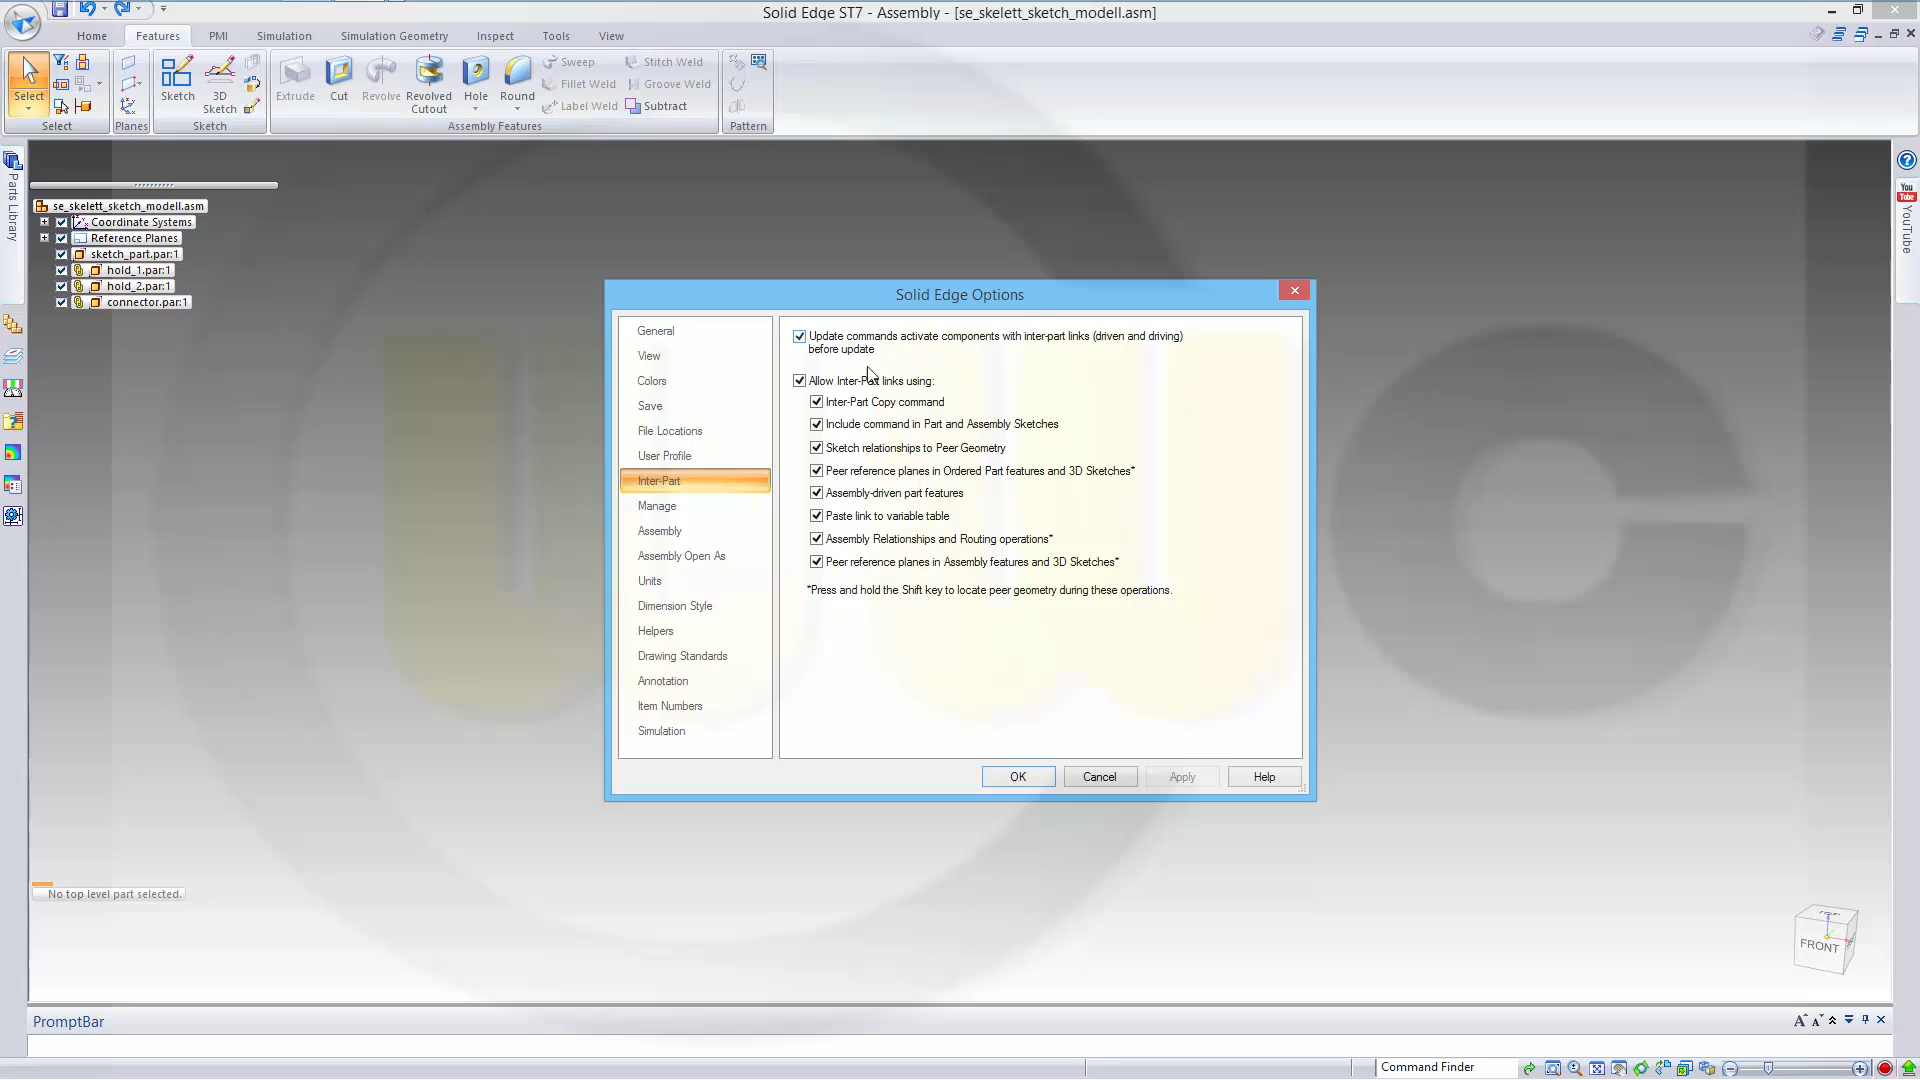 Solid Edge ST7 - Assembly - [se_skelett_sketch_modell.asm]
Home Features PMI Simulation Simulation Geometry Inspect Tools View
Select
Sketch
3D Sketch
Extrude
Cut
Revolve
Revolved Cutout
Hole
Round
Sweep
Fillet Weld
Label Weld
Stitch Weld
Groove Weld
Subtract
Select Planes Sketch Assembly Features Pattern
Parts Library
YouTube
se_skelett_sketch_modell.asm
Coordinate Systems
Reference Planes
sketch_part.par:1
hold_1.par:1
hold_2.par:1
connector.par:1
No top level part selected.
Solid Edge Options
General
View
Colors
Save
File Locations
User Profile
Inter-Part
Manage
Assembly
Assembly Open As
Units
Dimension Style
Helpers
Drawing Standards
Annotation
Item Numbers
Simulation
Update commands activate components with inter-part links (driven and driving)
before update
Allow Inter-Part links using:
Inter-Part Copy command
Include command in Part and Assembly Sketches
Sketch relationships to Peer Geometry
Peer reference planes in Ordered Part features and 3D Sketches*
Assembly-driven part features
Paste link to variable table
Assembly Relationships and Routing operations*
Peer reference planes in Assembly features and 3D Sketches*
*Press and hold the Shift key to locate peer geometry during these operations.
OK Cancel Apply Help
TOP
FRONT
PromptBar
Command Finder